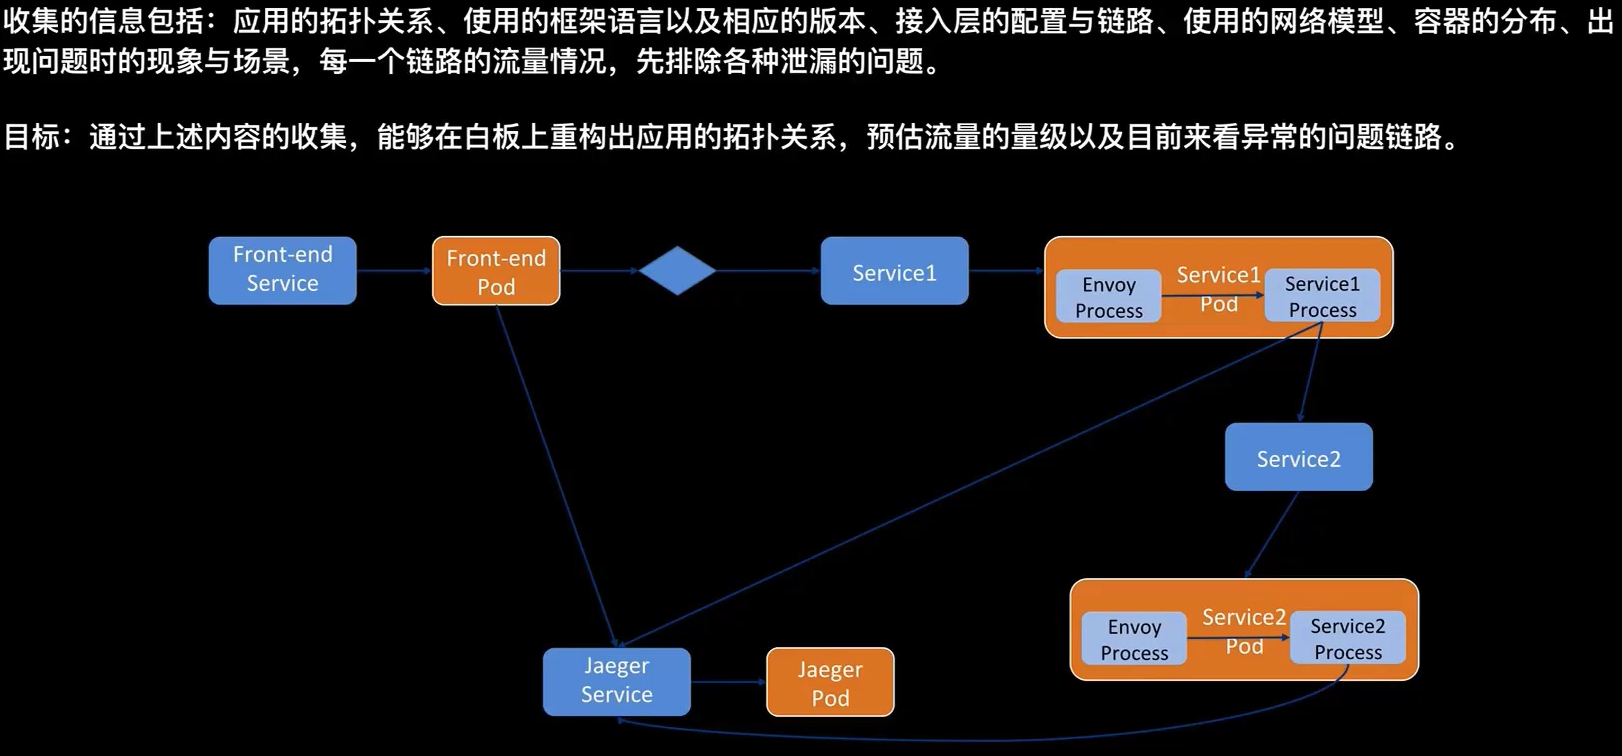 收集的信息包括：应用的拓扑关系、使用的框架语言以及相应的版本、接入层的配置与链路、使用的网络模型、容器的分布、出
现问题时的现象与场景，每一个链路的流量情况，先排除各种泄漏的问题。
目标：通过上述内容的收集，能够在白板上重构出应用的拓扑关系，预估流量的量级以及目前来看异常的问题链路。
Front-end
Service
Front-end
Pod
Service1
Envoy
Process
Service1
Pod
Service1
Process
Service2
Envoy
Process
Service2
Pod
Service2
Process
Jaeger
Service
Jaeger
Pod